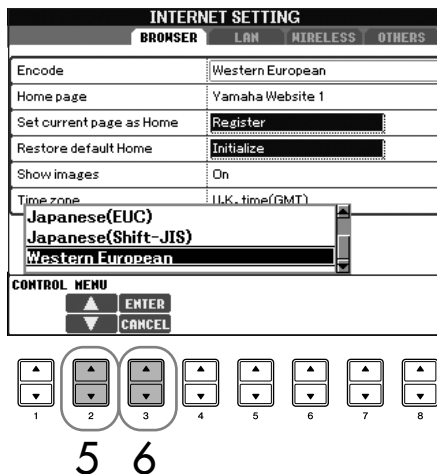 INTERNET SETTING
BROWSER LAN WIRELESS OTHERS
Encode Western European
Home page Yamaha Website 1
Set current page as Home Register
Restore default Home Initialize
Show images On
Time zone U.K. time(GMT)
Japanese(EUC)
Japanese(Shift-JIS)
Western European
CONTROL MENU
ENTER
CANCEL
1 2 3 4 5 6 7 8
5 6